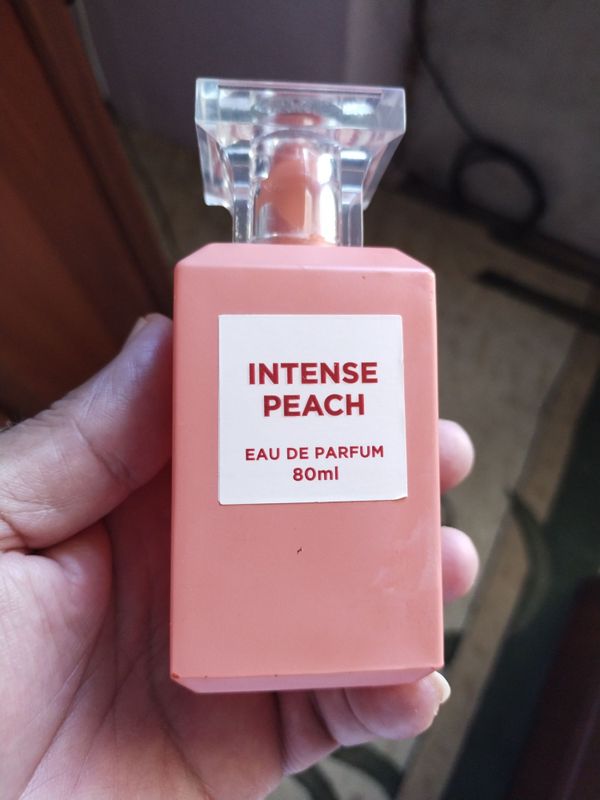 INTENSE
PEACH
EAU DE PARFUM
80ml